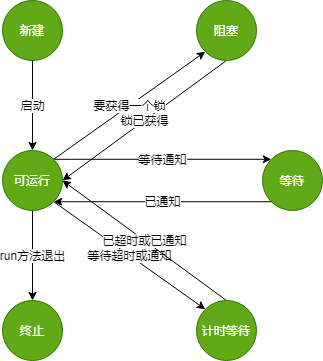 新建
阻塞
启动
要获得一个锁
锁已获得
等待通知
可运行
等待
已通知
已超时或已通知
run方法退出
等待超时或通知
终止
计时等待